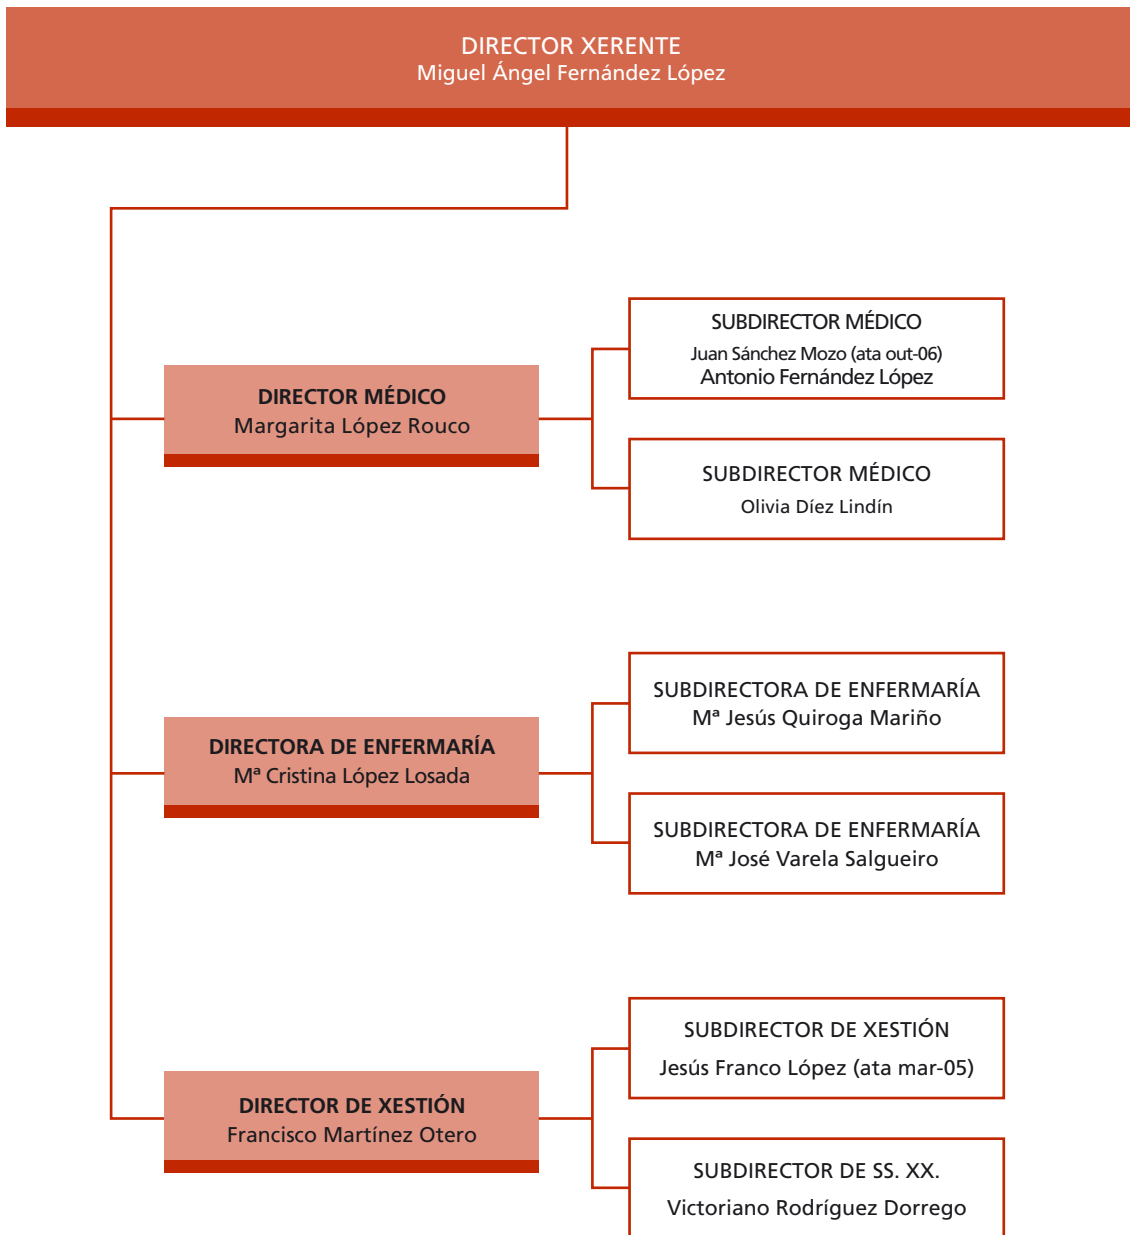 DIRECTOR XERENTE
Miguel Ángel Fernández López
DIRECTOR MÉDICO
Margarita López Rouco
SUBDIRECTOR MÉDICO
Juan Sánchez Mozo (ata out-06)
Antonio Fernández López
SUBDIRECTOR MÉDICO
Olivia Díez Lindín
DIRECTORA DE ENFERMARÍA
Mª Cristina López Losada
SUBDIRECTORA DE ENFERMARÍA
Mª Jesús Quiroga Mariño
SUBDIRECTORA DE ENFERMARÍA
Mª José Varela Salgueiro
DIRECTOR DE XESTIÓN
Francisco Martínez Otero
SUBDIRECTOR DE XESTIÓN
Jesús Franco López (ata mar-05)
SUBDIRECTOR DE SS. XX.
Victoriano Rodríguez Dorrego